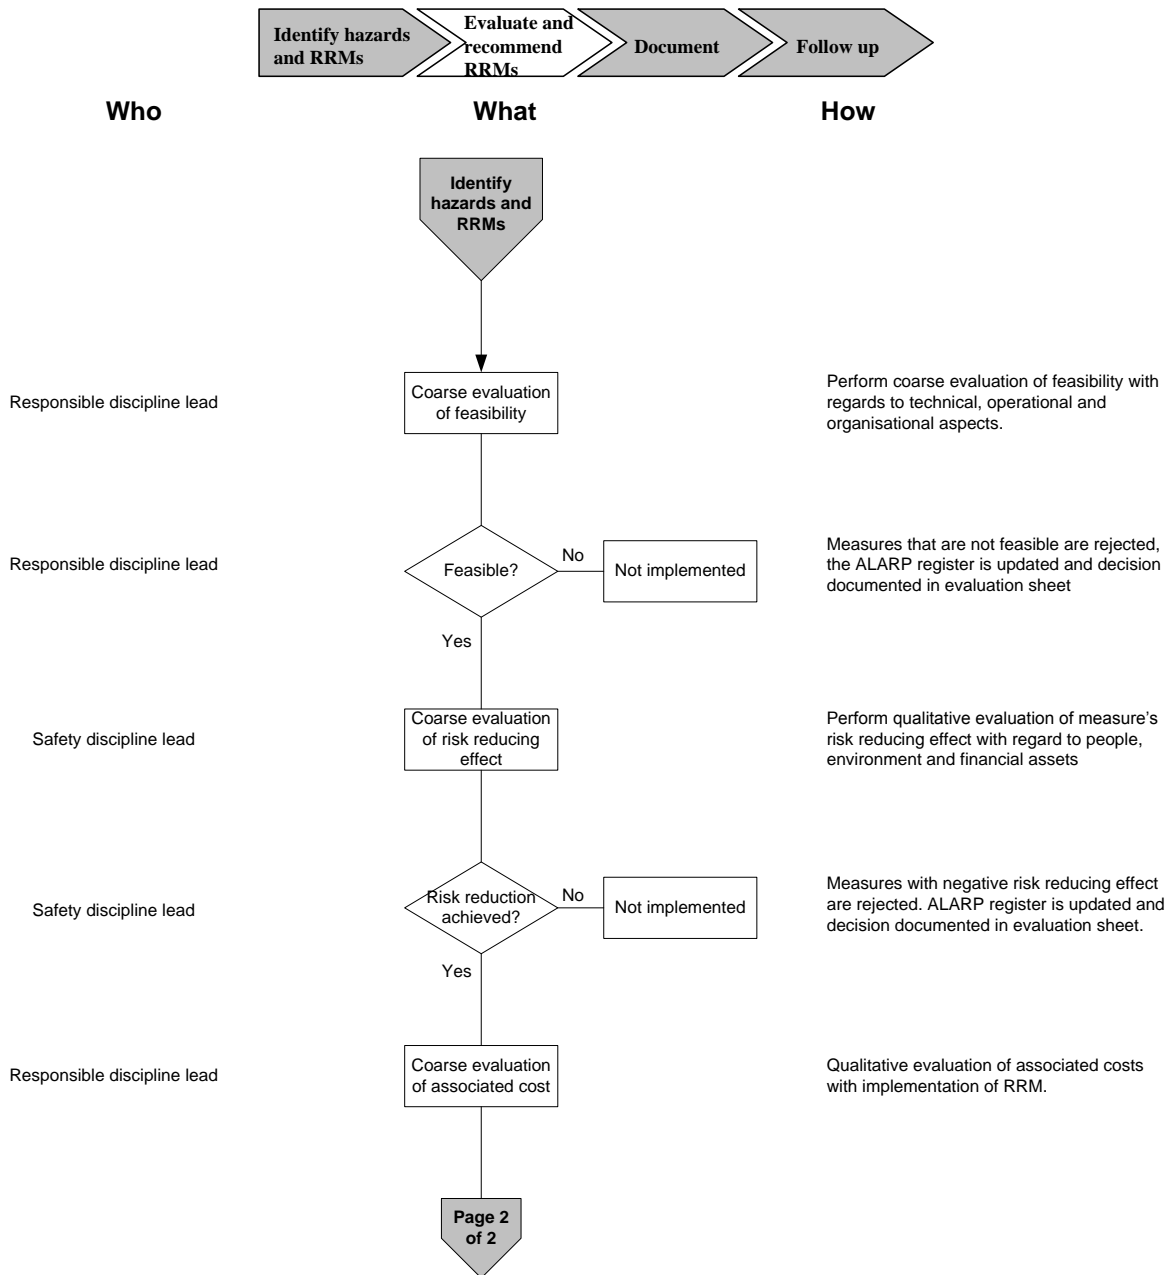 Identify hazards
and RRMs
Evaluate and
recommend
RRMs
Document
Follow up
Who
What
How
Identify
hazards and
RRMs
Responsible discipline lead
Coarse evaluation
of feasibility
Perform coarse evaluation of feasibility with
regards to technical, operational and
organisational aspects.
Responsible discipline lead
Feasible?
No
Not implemented
Measures that are not feasible are rejected,
the ALARP register is updated and decision
documented in evaluation sheet
Yes
Safety discipline lead
Coarse evaluation
of risk reducing
effect
Perform qualitative evaluation of measure's
risk reducing effect with regard to people,
environment and financial assets
Safety discipline lead
Risk reduction
achieved?
No
Not implemented
Measures with negative risk reducing effect
are rejected. ALARP register is updated and
decision documented in evaluation sheet.
Yes
Responsible discipline lead
Coarse evaluation
of associated cost
Qualitative evaluation of associated costs
with implementation of RRM.
Page 2
of 2